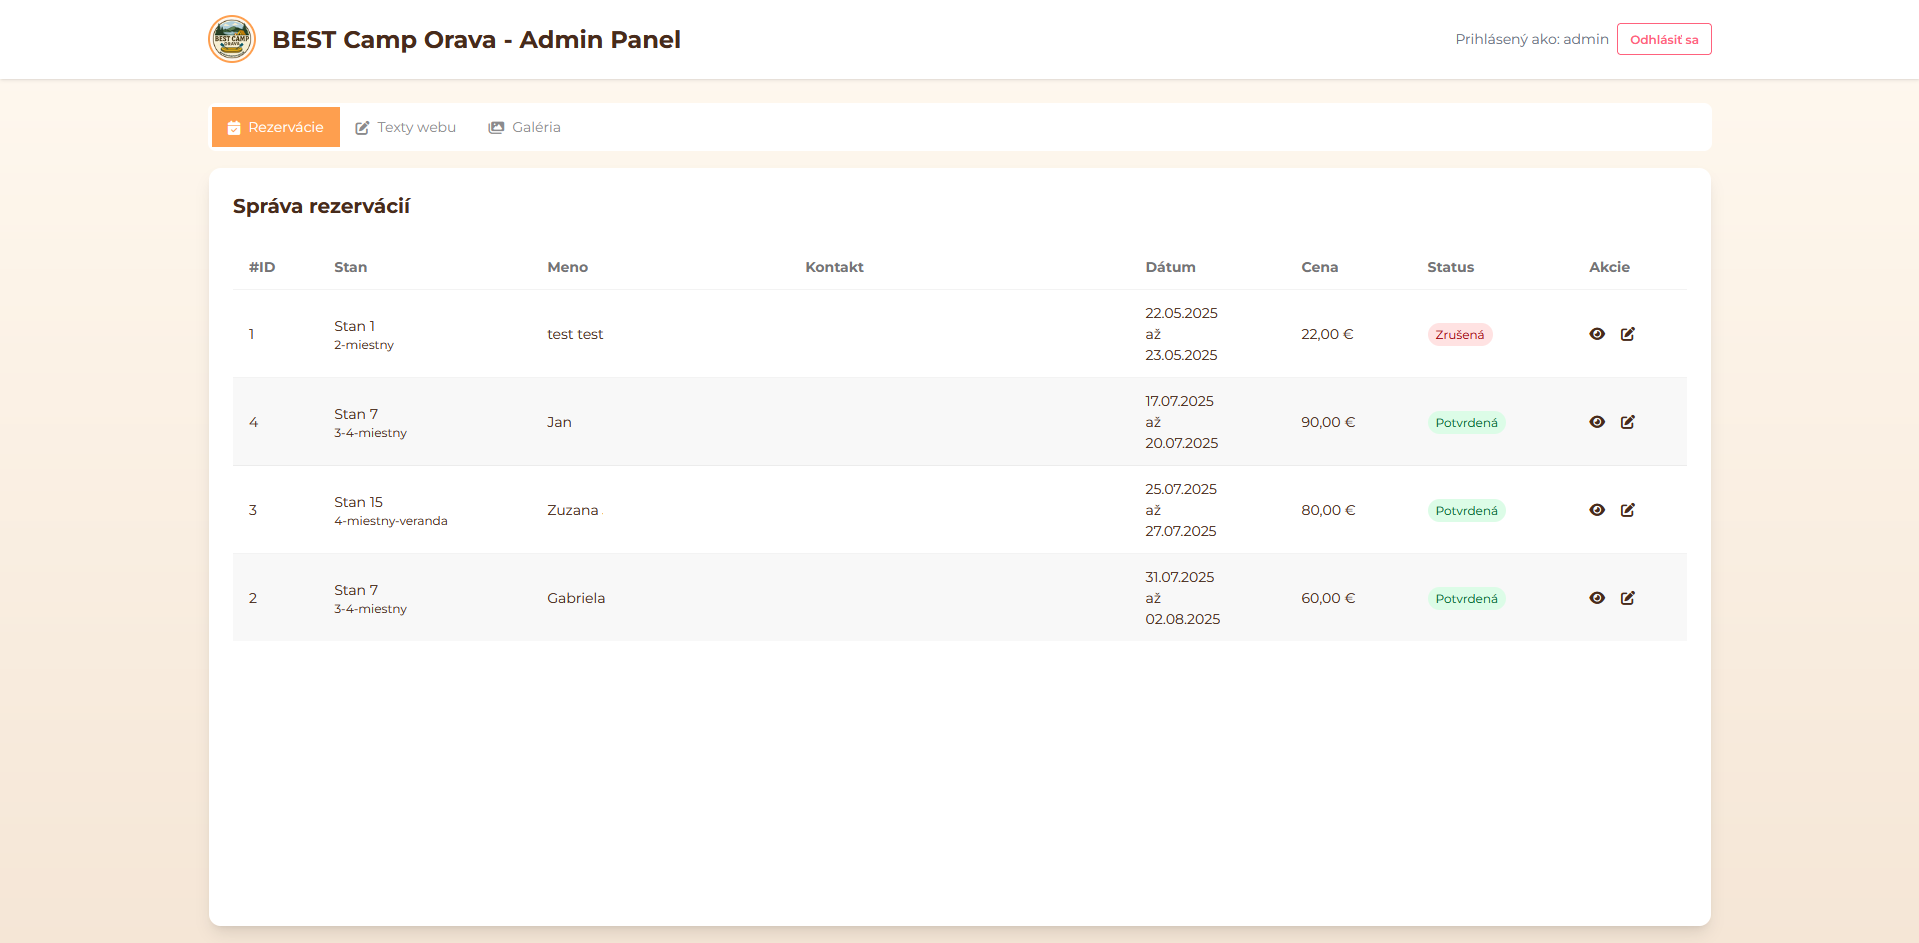 BEST CAMP
ORAVA
BEST Camp Orava - Admin Panel
Prihlásený ako: admin
Odhlásiť sa
Rezervácie
Texty webu
Galéria
Správa rezervácií
#ID Stan Meno Kontakt Dátum Cena Status Akcie
1 Stan 1 2-miestny test test 22.05.2025 až 23.05.2025 22,00 € Zrušená
4 Stan 7 3-4-miestny Jan 17.07.2025 až 20.07.2025 90,00 € Potvrdená
3 Stan 15 4-miestny-veranda Zuzana 25.07.2025 až 27.07.2025 80,00 € Potvrdená
2 Stan 7 3-4-miestny Gabriela 31.07.2025 až 02.08.2025 60,00 € Potvrdená